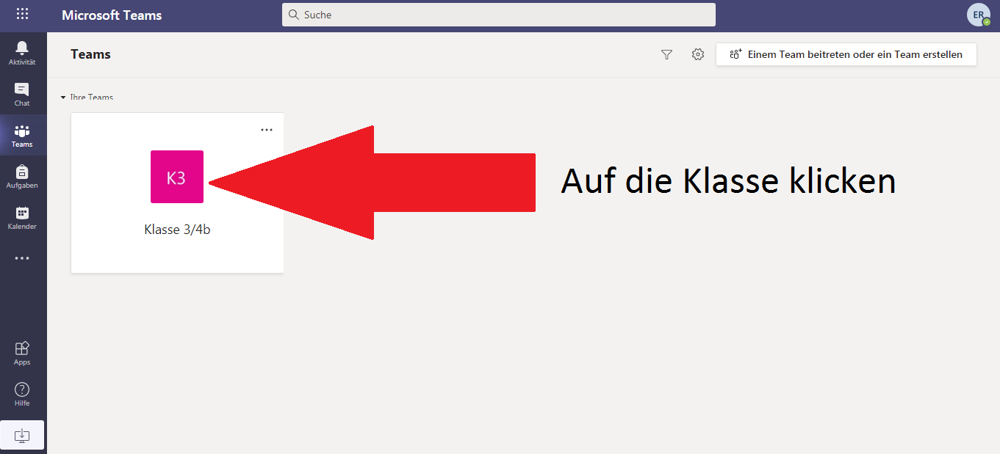 Microsoft Teams
Suche
ER
Aktivität
Chat
Teams
Aufgaben
Kalender
Apps
Hilfe
Teams
Einem Team beitreten oder ein Team erstellen
Ihre Teams
K3
Klasse 3/4b
Auf die Klasse klicken